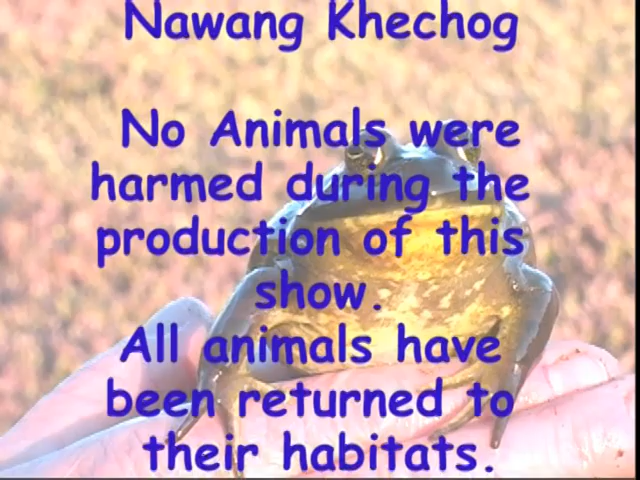 Nawang Khechog
No Animals were
harmed during the
production of this
show.
All animals have
been returned to
their habitats.